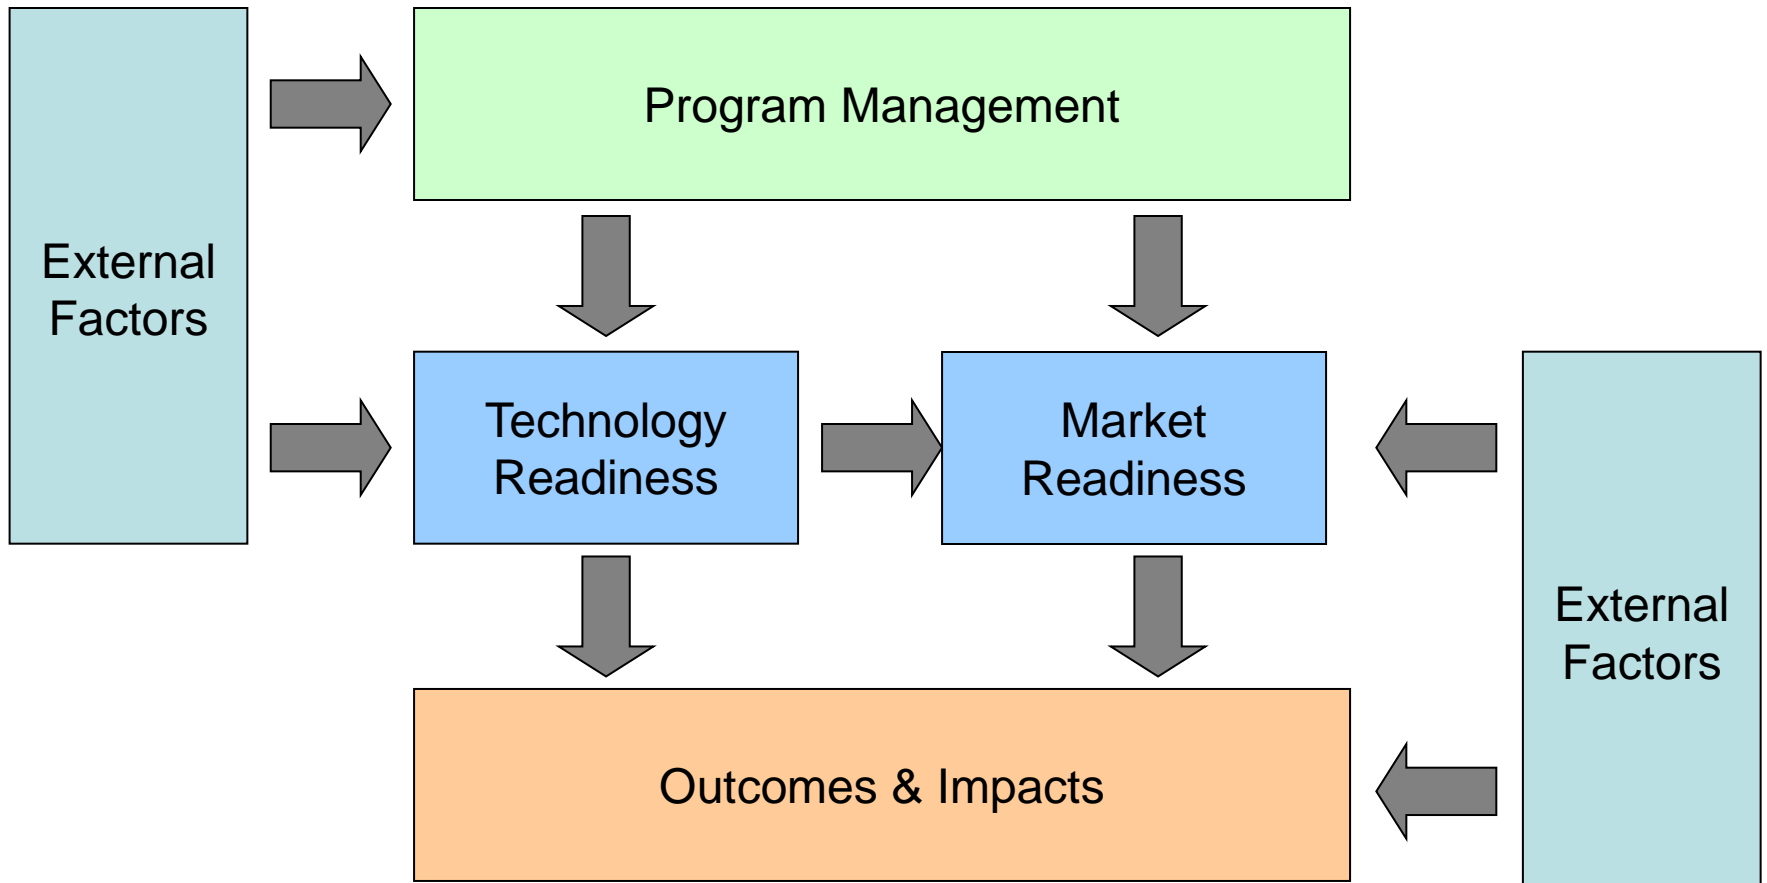 Program Management
External
Factors
Technology
Readiness
Market
Readiness
External
Factors
Outcomes & Impacts